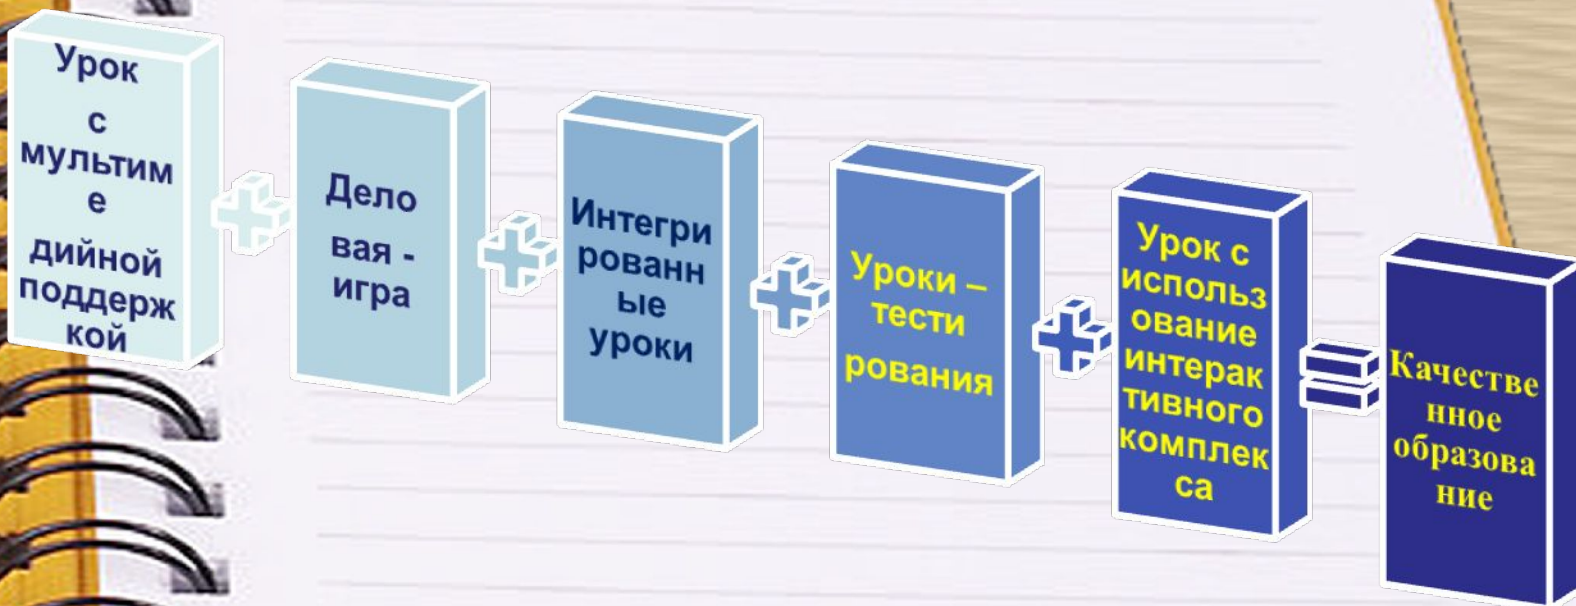 Урок
с
мультим
е
дийной
поддерж
кой
Дело
вая -
игра
Интегри
рованн
ые
уроки
Уроки –
тести
рования
Урок с
использ
ование
интерак
тивного
комплек
са
Качестве
нное
образова
ние